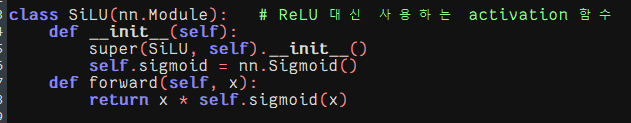 class SiLU(nn.Module):   # ReLU 대신 사용하는 activation 함수
    def __init__(self):
        super(SiLU, self).__init__()
        self.sigmoid = nn.Sigmoid()
    def forward(self, x):
        return x * self.sigmoid(x)